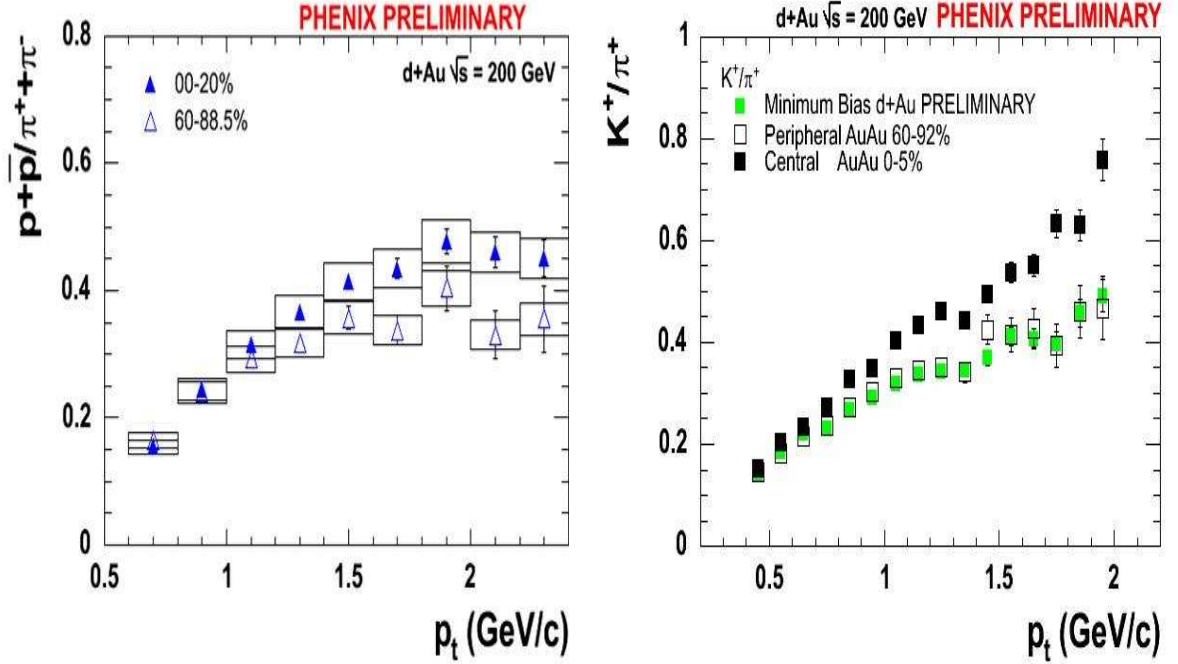 PHENIX PRELIMINARY
p+p̅/π⁺+π⁻
0.8
0.6
0.4
0.2
0
00-20%
60-88.5%
d+Au √s = 200 GeV
0.5
1
1.5
2
pₜ (GeV/c)
d+Au √s = 200 GeV PHENIX PRELIMINARY
K⁺/π⁺
1
0.8
0.6
0.4
0.2
0
K⁺/π⁺
Minimum Bias d+Au PRELIMINARY
Peripheral AuAu 60-92%
Central AuAu 0-5%
0.5
1
1.5
2
pₜ (GeV/c)